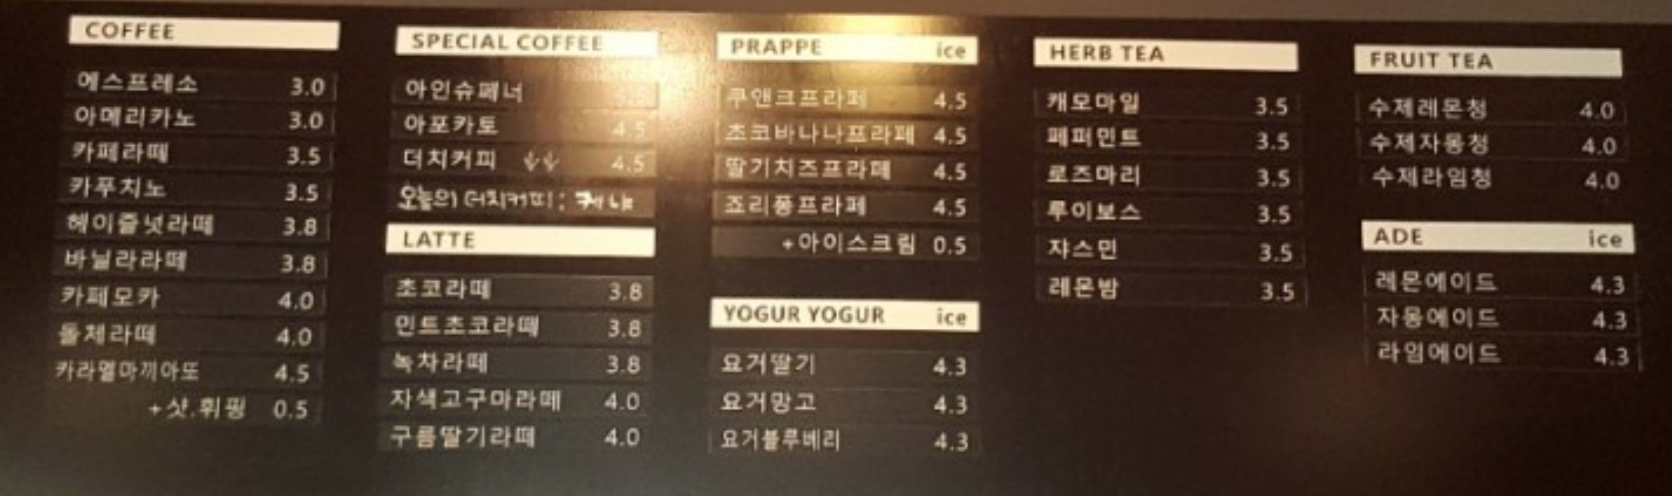 COFFEE
에스프레소 3.0
아메리카노 3.0
카페라떼 3.5
카푸치노 3.5
헤이즐넛라떼 3.8
바닐라라떼 3.8
카페모카 4.0
돌체라떼 4.0
카라멜마끼아또 4.5
+샷.휘핑 0.5
SPECIAL COFFEE
아인슈페너
아포카토 4.5
더치커피 4.5
오늘의 더치커피 : 케냐
LATTE
초코라떼 3.8
민트초코라떼 3.8
녹차라떼 3.8
자색고구마라떼 4.0
구름딸기라떼 4.0
PRAPPE ice
쿠앤크프라페 4.5
초코바나나프라페 4.5
딸기치즈프라페 4.5
죠리퐁프라페 4.5
+아이스크림 0.5
YOGUR YOGUR ice
요거딸기 4.3
요거망고 4.3
요거블루베리 4.3
HERB TEA
캐모마일 3.5
페퍼민트 3.5
로즈마리 3.5
루이보스 3.5
쟈스민 3.5
레몬밤 3.5
FRUIT TEA
수제레몬청 4.0
수제자몽청 4.0
수제라임청 4.0
ADE ice
레몬에이드 4.3
자몽에이드 4.3
라임에이드 4.3